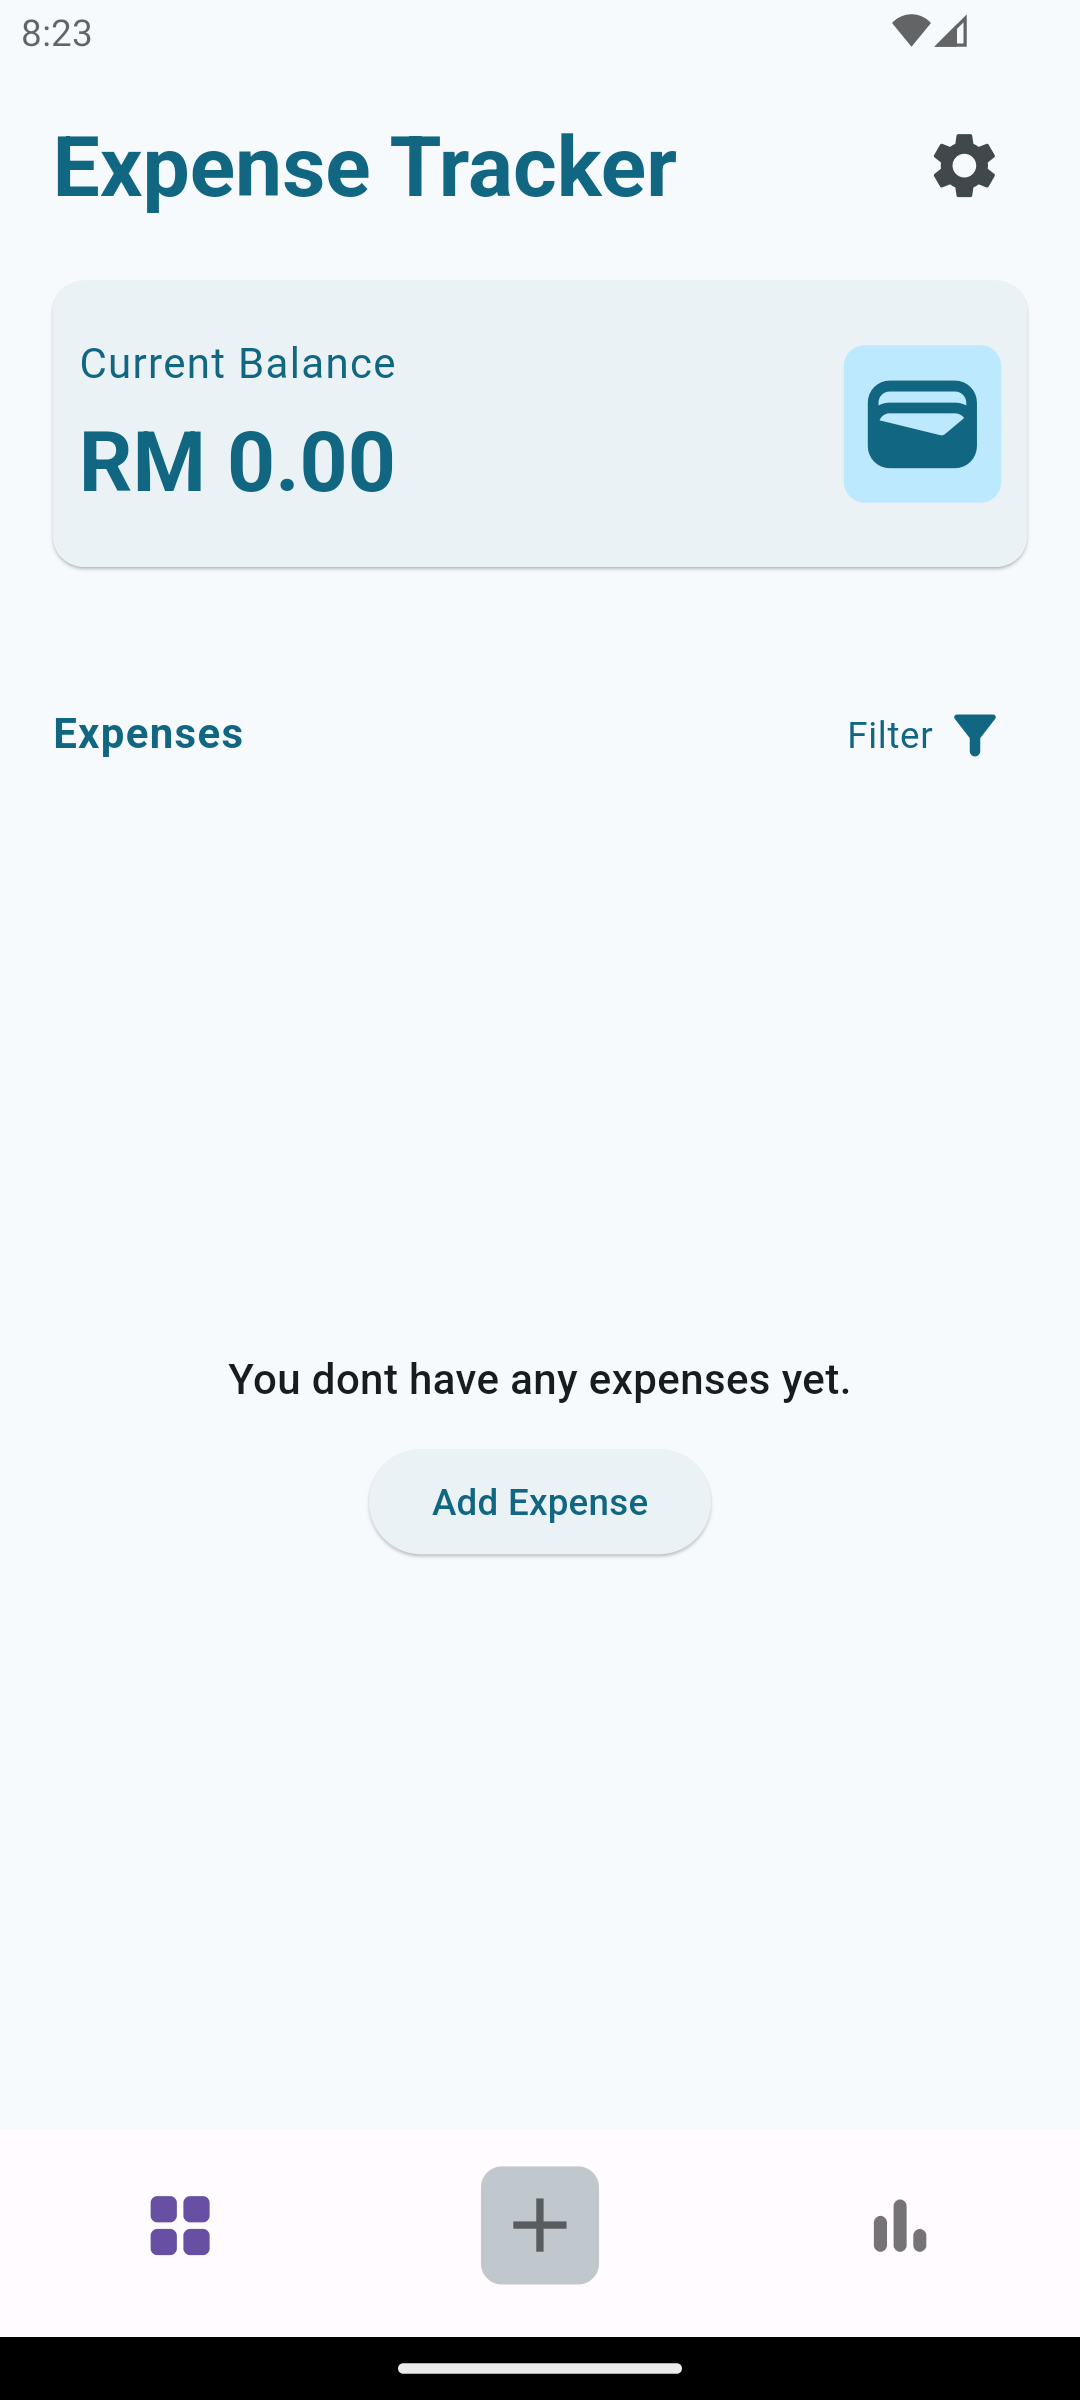 8:23
Expense Tracker
Current Balance
RM 0.00
Expenses
Filter
You dont have any expenses yet.
Add Expense